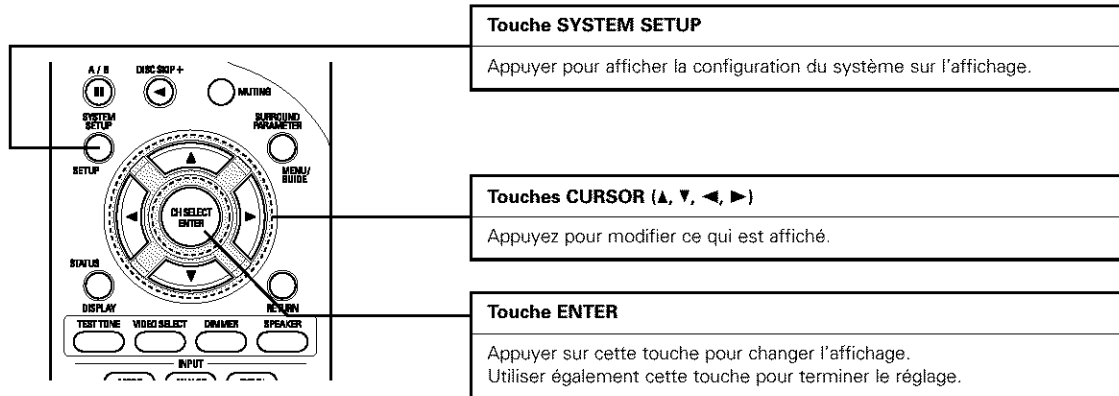 Touche SYSTEM SETUP
Appuyer pour afficher la configuration du système sur l'affichage.
A / B
DISC SKIP +
MUTING
SYSTEM
SETUP
SURROUND
PARAMETER
SETUP
MENU/
GUIDE
CH SELECT
ENTER
Touches CURSOR (▲, ▼, ◄, ►)
Appuyez pour modifier ce qui est affiché.
STATUS
DISPLAY
RETURN
TEST TONE VIDEO SELECT DIMMER SPEAKER
INPUT
Touche ENTER
Appuyer sur cette touche pour changer l'affichage.
Utiliser également cette touche pour terminer le réglage.